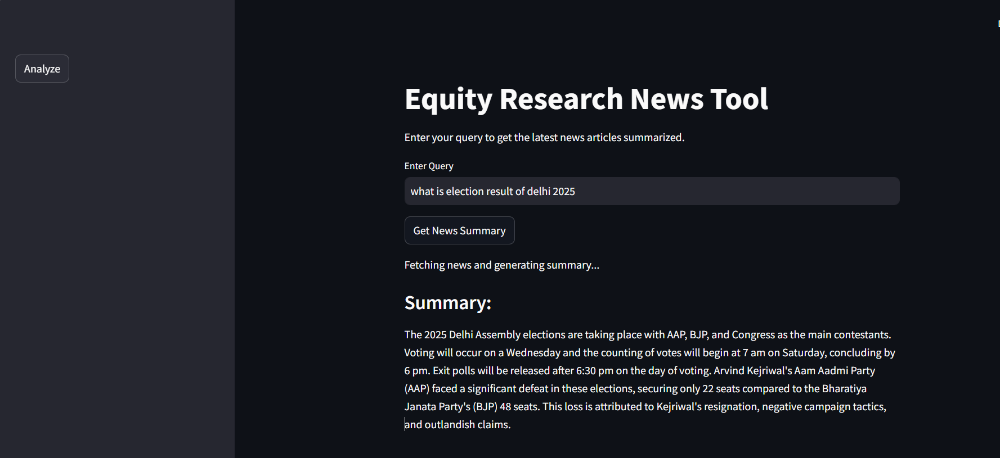 Analyze
Equity Research News Tool
Enter your query to get the latest news articles summarized.
Enter Query
what is election result of delhi 2025
Get News Summary
Fetching news and generating summary...
Summary:
The 2025 Delhi Assembly elections are taking place with AAP, BJP, and Congress as the main contestants.
Voting will occur on a Wednesday and the counting of votes will begin at 7 am on Saturday, concluding by
6 pm. Exit polls will be released after 6:30 pm on the day of voting. Arvind Kejriwal's Aam Aadmi Party
(AAP) faced a significant defeat in these elections, securing only 22 seats compared to the Bharatiya
Janata Party's (BJP) 48 seats. This loss is attributed to Kejriwal's resignation, negative campaign tactics,
and outlandish claims.